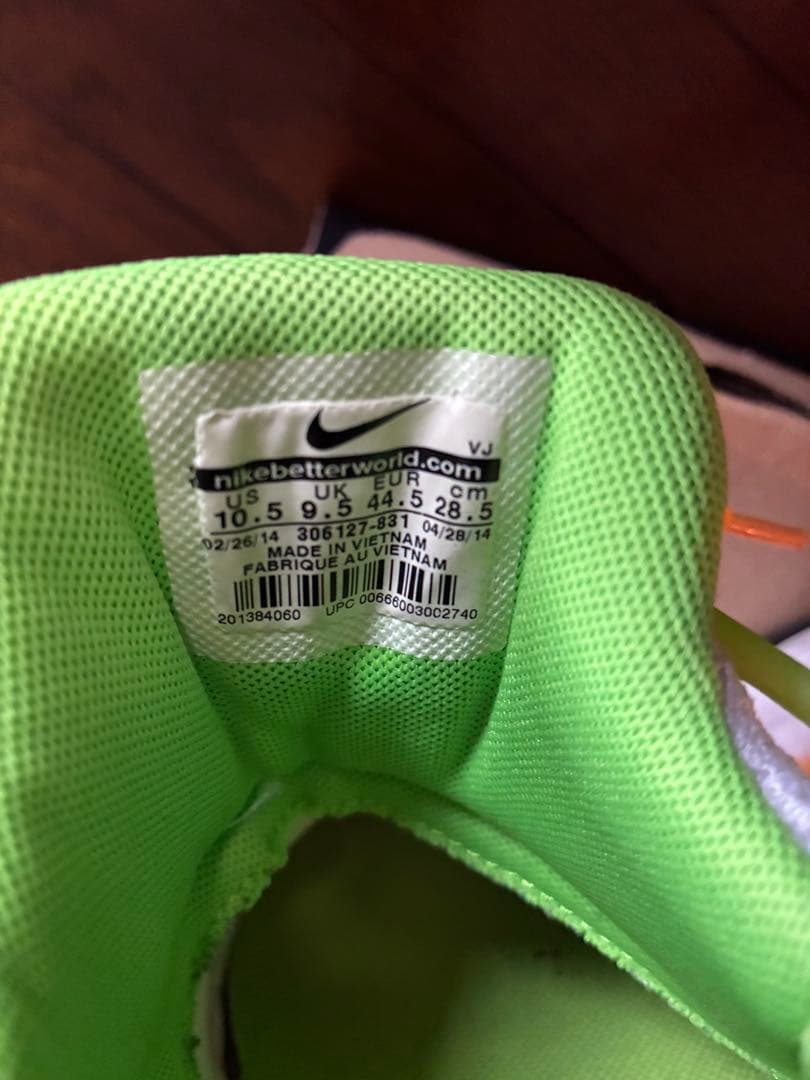 VJ
nikebetterworld.com
US UK EUR cm
10.5 9.5 44.5 28.5
02/26/14 306127-831 04/28/14
MADE IN VIETNAM
FABRIQUE AU VIETNAM
201384060 UPC 00666003002740